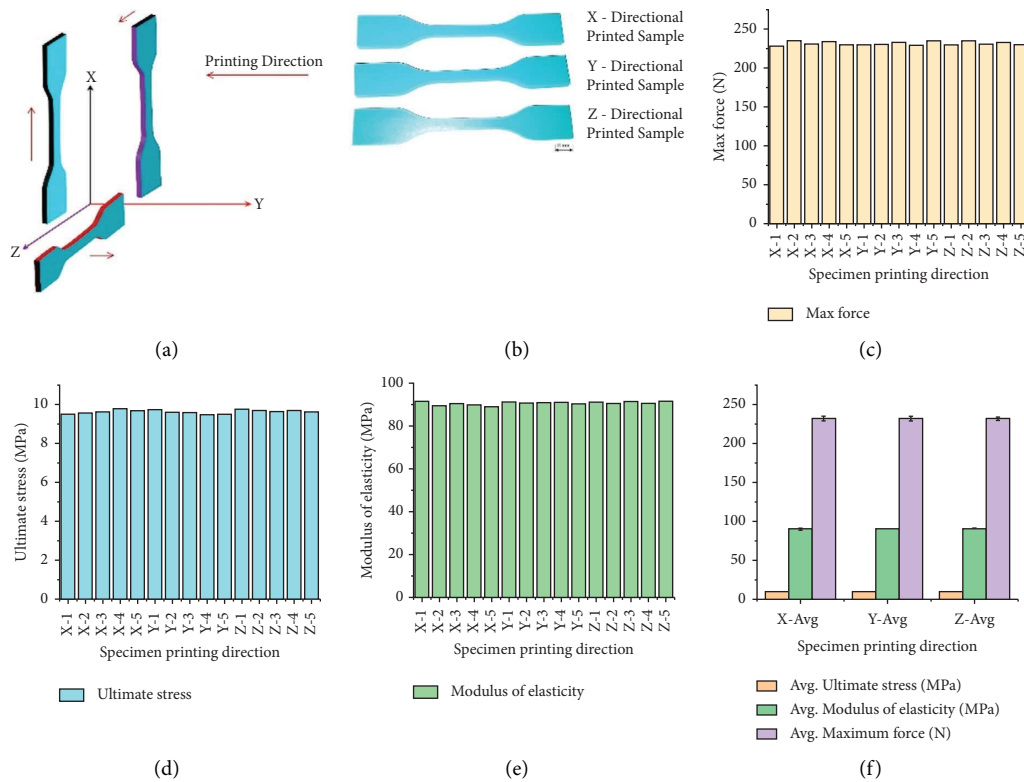 X
Y
Z
Printing Direction
(a)
X - Directional
Printed Sample
Y - Directional
Printed Sample
Z - Directional
Printed Sample
(b)
Max force (N)
250
200
150
100
50
0
X-1 X-2 X-3 X-4 X-5 Y-1 Y-2 Y-3 Y-4 Y-5 Z-1 Z-2 Z-3 Z-4 Z-5
Specimen printing direction
Max force
(c)
Ultimate stress (MPa)
10
8
6
4
2
0
X-1 X-2 X-3 X-4 X-5 Y-1 Y-2 Y-3 Y-4 Y-5 Z-1 Z-2 Z-3 Z-4 Z-5
Specimen printing direction
Ultimate stress
(d)
Modulus of elasticity (MPa)
100
80
60
40
20
0
X-1 X-2 X-3 X-4 X-5 Y-1 Y-2 Y-3 Y-4 Y-5 Z-1 Z-2 Z-3 Z-4 Z-5
Specimen printing direction
Modulus of elasticity
(e)
250
200
150
100
50
0
X-Avg Y-Avg Z-Avg
Specimen printing direction
Avg. Ultimate stress (MPa)
Avg. Modulus of elasticity (MPa)
Avg. Maximum force (N)
(f)